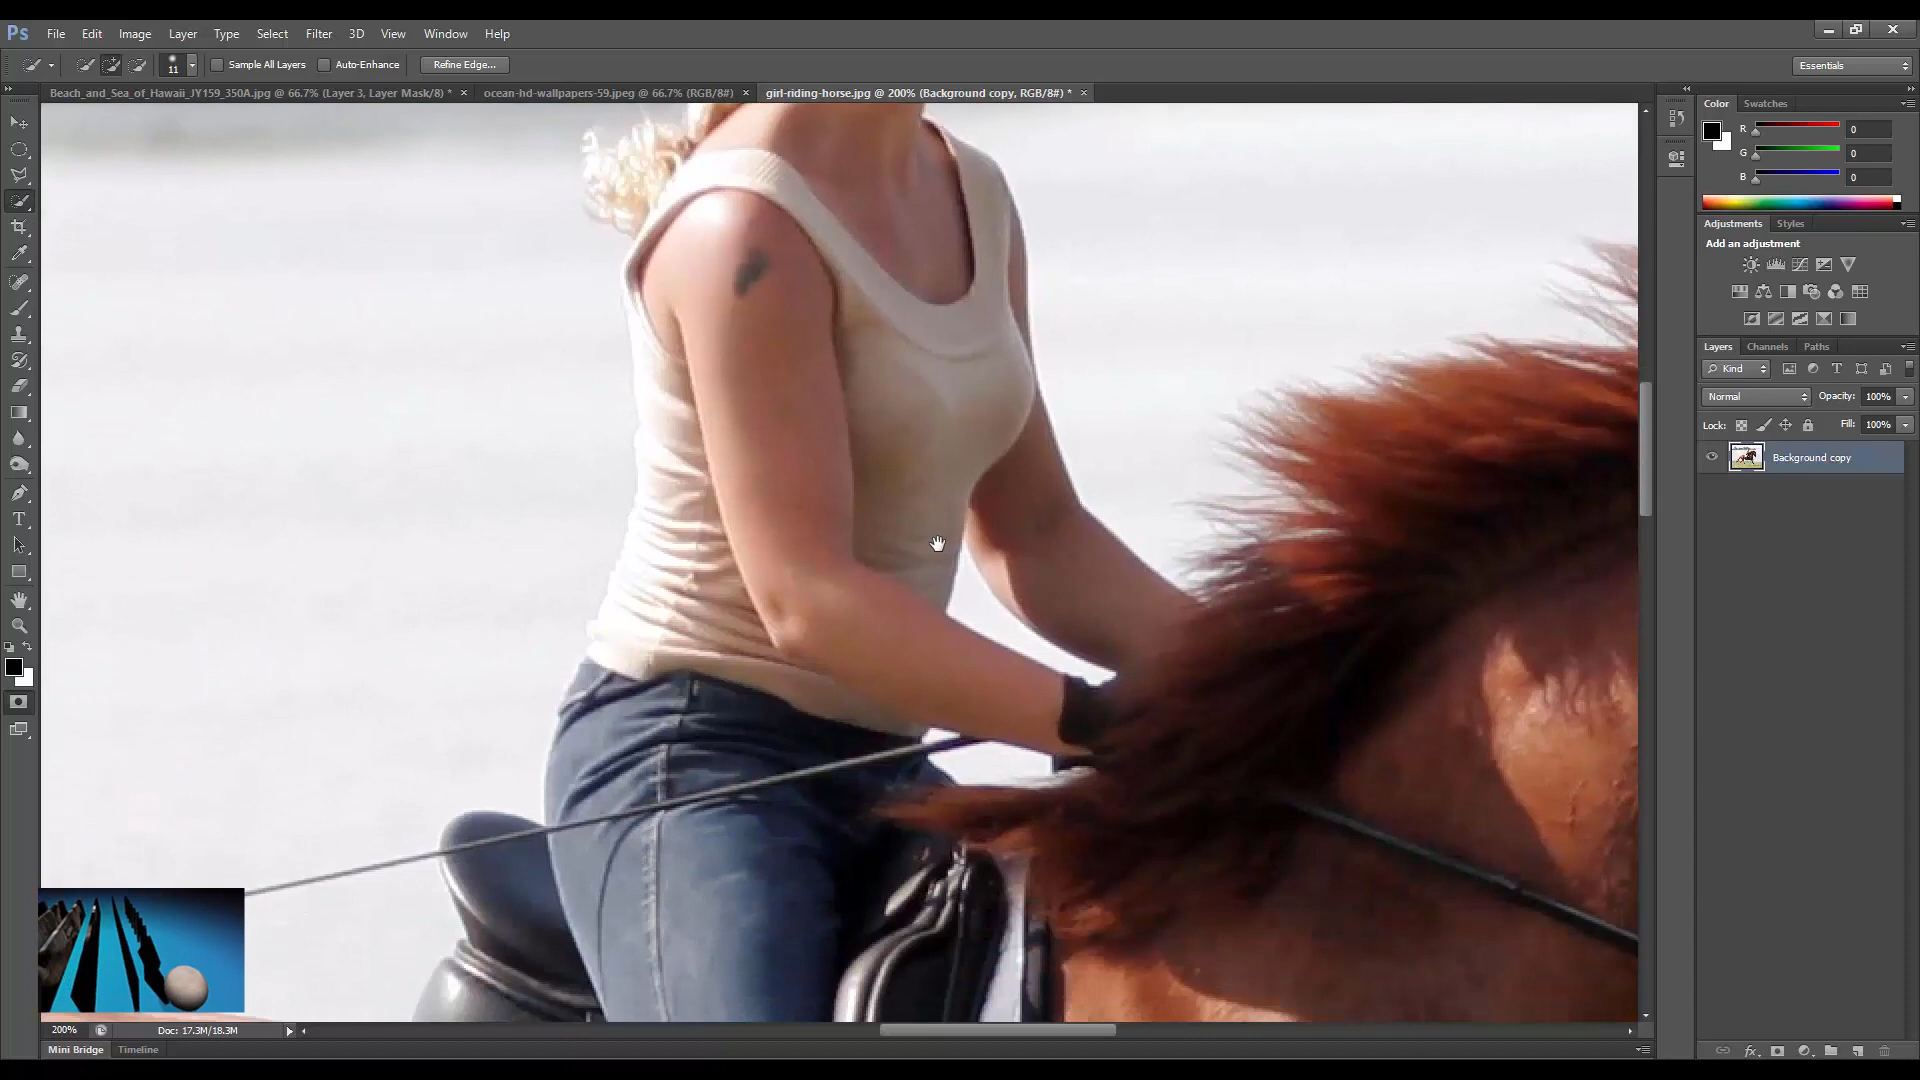 Ps File Edit Image Layer Type Select Filter 3D View Window Help
11 Sample All Layers Auto-Enhance Refine Edge... Essentials
Beach_and_Sea_of_Hawaii_JY159_350A.jpg @ 66.7% (Layer 3, Layer Mask/8) * × ocean-hd-wallpapers-59.jpeg @ 66.7% (RGB/8#) × girl-riding-horse.jpg @ 200% (Background copy, RGB/8#) * ×
Color Swatches
R 0
G 0
B 0
Adjustments Styles
Add an adjustment
Layers Channels Paths
Kind T
Normal Opacity: 100%
Lock: Fill: 100%
Background copy
T
200% Doc: 17.3M/18.3M
fx
Mini Bridge Timeline